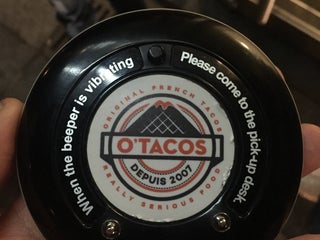 When the beeper is vibrating
Please come to the pick-up desk.
ORIGINAL FRENCH TACOS
O'TACOS
DEPUIS 2007
REALLY SERIOUS FOOD